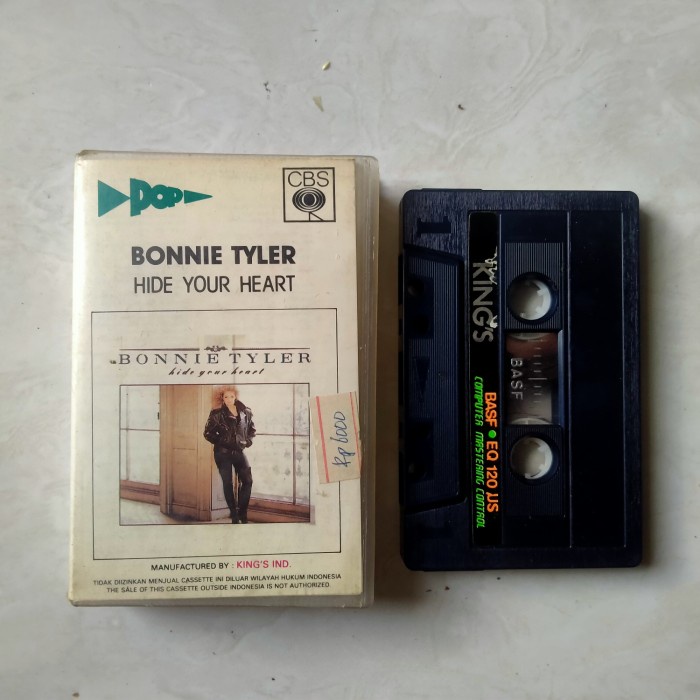 POP
CBS
BONNIE TYLER
HIDE YOUR HEART
BONNIE TYLER
hide your heart
Rp 6000
MANUFACTURED BY : KING'S IND.
TIDAK DIIZINKAN MENJUAL CASSETTE INI DILUAR WILAYAH HUKUM INDONESIA
THE SALE OF THIS CASSETTE OUTSIDE INDONESIA IS NOT AUTHORIZED.
1
KING'S
BASF
BASF • EQ 120 µS
COMPUTER MASTERING CONTROL